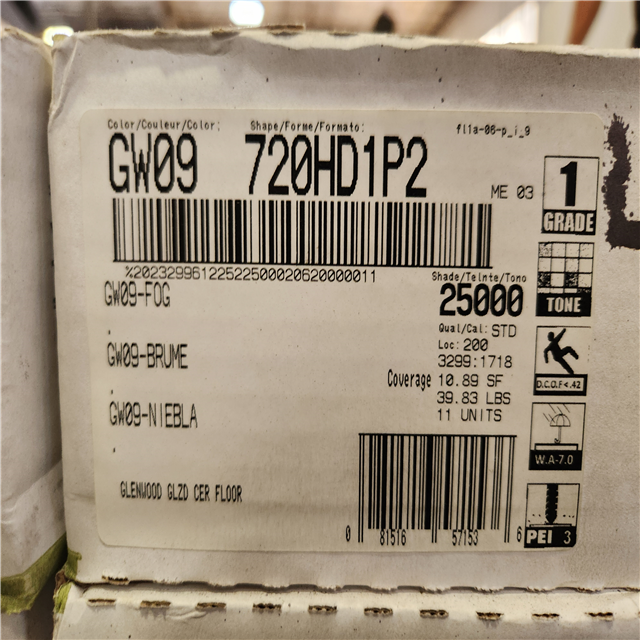 Color/Couleur/Color: Shape/Forme/Formato: f11a-06-p_i_9
GW09 720HD1P2
ME 03
1
GRADE
%20232996122522500020620000011
Shade/Teinte/Tono
GW09-FOG 25000
TONE
Qual/Cal: STD
Loc: 200
GW09-BRUME 3299:1718
Coverage 10.89 SF
D.C.O.F < .42
39.83 LBS
GW09-NIEBLA 11 UNITS
W.A-7.0
GLENWOOD GLZD CER FLOOR
0 81516 57153 6
PEI 3